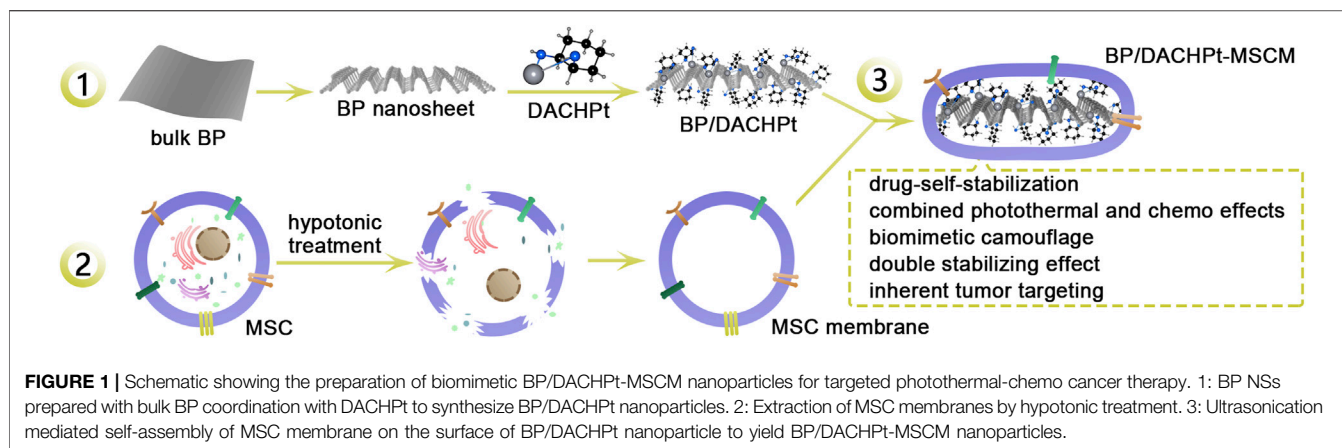 1
bulk BP
BP nanosheet
DACHPt
BP/DACHPt
3
BP/DACHPt-MSCM
2
MSC
hypotonic
treatment
MSC membrane
drug-self-stabilization
combined photothermal and chemo effects
biomimetic camouflage
double stabilizing effect
inherent tumor targeting
FIGURE 1 | Schematic showing the preparation of biomimetic BP/DACHPt-MSCM nanoparticles for targeted photothermal-chemo cancer therapy. 1: BP NSs
prepared with bulk BP coordination with DACHPt to synthesize BP/DACHPt nanoparticles. 2: Extraction of MSC membranes by hypotonic treatment. 3: Ultrasonication
mediated self-assembly of MSC membrane on the surface of BP/DACHPt nanoparticle to yield BP/DACHPt-MSCM nanoparticles.